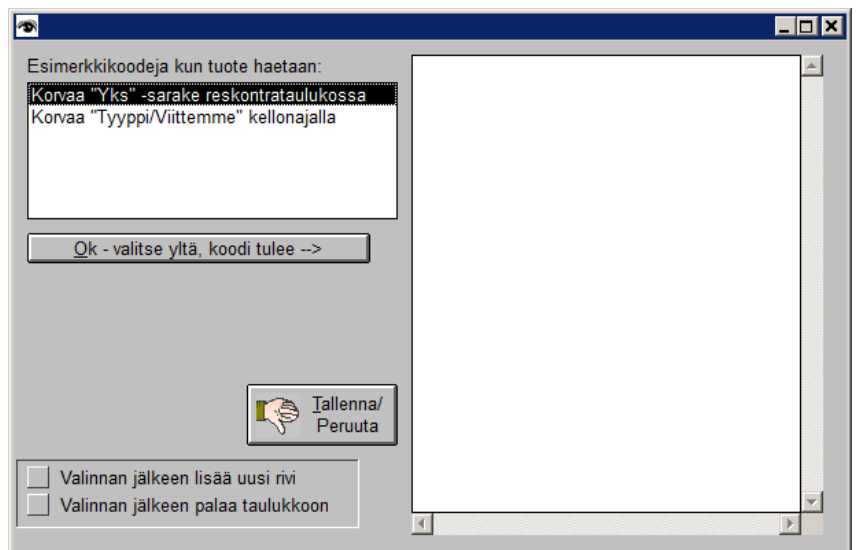 Esimerkkikoodeja kun tuote haetaan:
Korvaa "Yks" -sarake reskontrataulukossa
Korvaa "Tyyppi/Viittemme" kellonajalla
Ok - valitse yltä, koodi tulee -->
Tallenna/
Peruuta
Valinnan jälkeen lisää uusi rivi
Valinnan jälkeen palaa taulukkoon